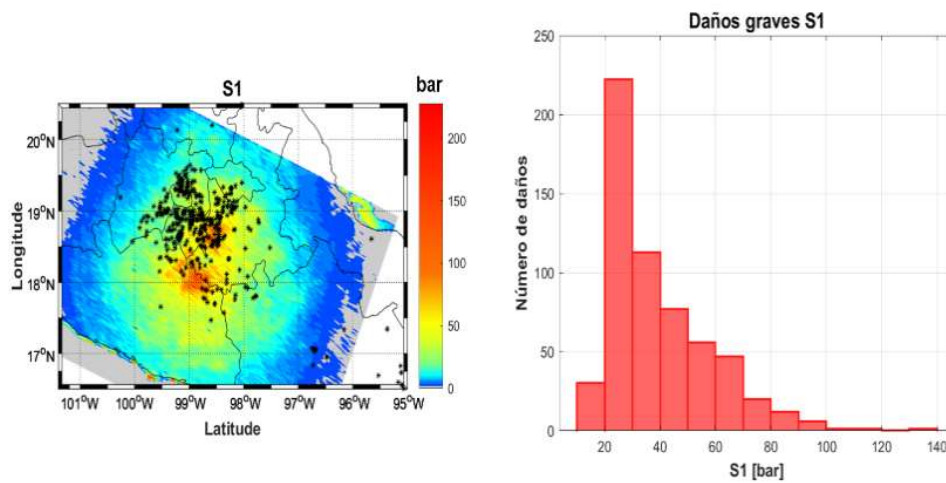 S1
bar
200
150
100
50
0
20°N
19°N
18°N
17°N
Longitude
101°W 100°W 99°W 98°W 97°W 96°W 95°W
Latitude
Daños graves S1
250
200
150
100
50
0
Número de daños
20 40 60 80 100 120 140
S1 [bar]